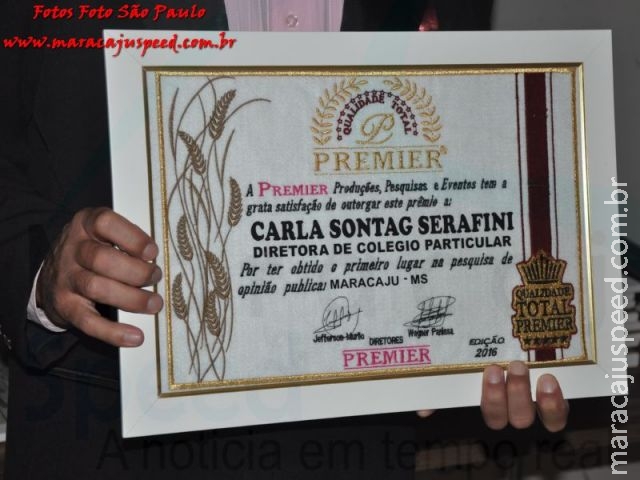 Fotos Foto São Paulo
www.maracajuspeed.com.br
QUALIDADE TOTAL
P
PREMIER
A PREMIER Produções, Pesquisas e Eventos tem a
grata satisfação de outorgar este prêmio a:
CARLA SONTAG SERAFINI
DIRETORA DE COLEGIO PARTICULAR
Por ter obtido o primeiro lugar na pesquisa de
opinião publica: MARACAJU - MS
DIRETORES
PREMIER
EDIÇÃO
2016
QUALIDADE
TOTAL
PREMIER
maracajuspeed.com.br
A notícia em tempo real